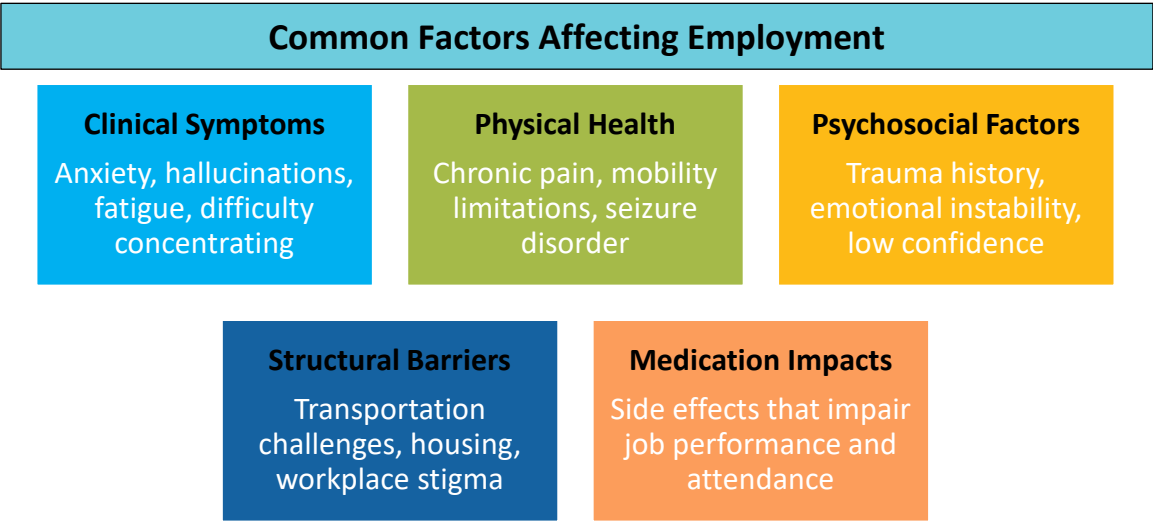 Common Factors Affecting Employment
Clinical Symptoms
Anxiety, hallucinations,
fatigue, difficulty
concentrating
Physical Health
Chronic pain, mobility
limitations, seizure
disorder
Psychosocial Factors
Trauma history,
emotional instability,
low confidence
Structural Barriers
Transportation
challenges, housing,
workplace stigma
Medication Impacts
Side effects that impair
job performance and
attendance